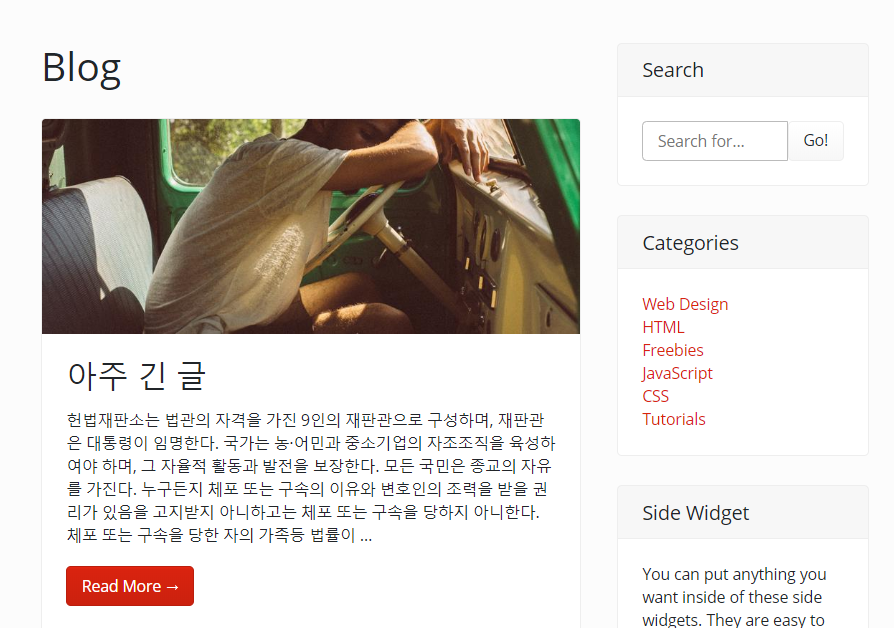 Blog
아주 긴 글
헌법재판소는 법관의 자격을 가진 9인의 재판관으로 구성하며, 재판관
은 대통령이 임명한다. 국가는 농·어민과 중소기업의 자조조직을 육성하
여야 하며, 그 자율적 활동과 발전을 보장한다. 모든 국민은 종교의 자유
를 가진다. 누구든지 체포 또는 구속의 이유와 변호인의 조력을 받을 권
리가 있음을 고지받지 아니하고는 체포 또는 구속을 당하지 아니한다.
체포 또는 구속을 당한 자의 가족등 법률이 ...
Read More →
Search
Search for...
Go!
Categories
Web Design
HTML
Freebies
JavaScript
CSS
Tutorials
Side Widget
You can put anything you
want inside of these side
widgets. They are easy to